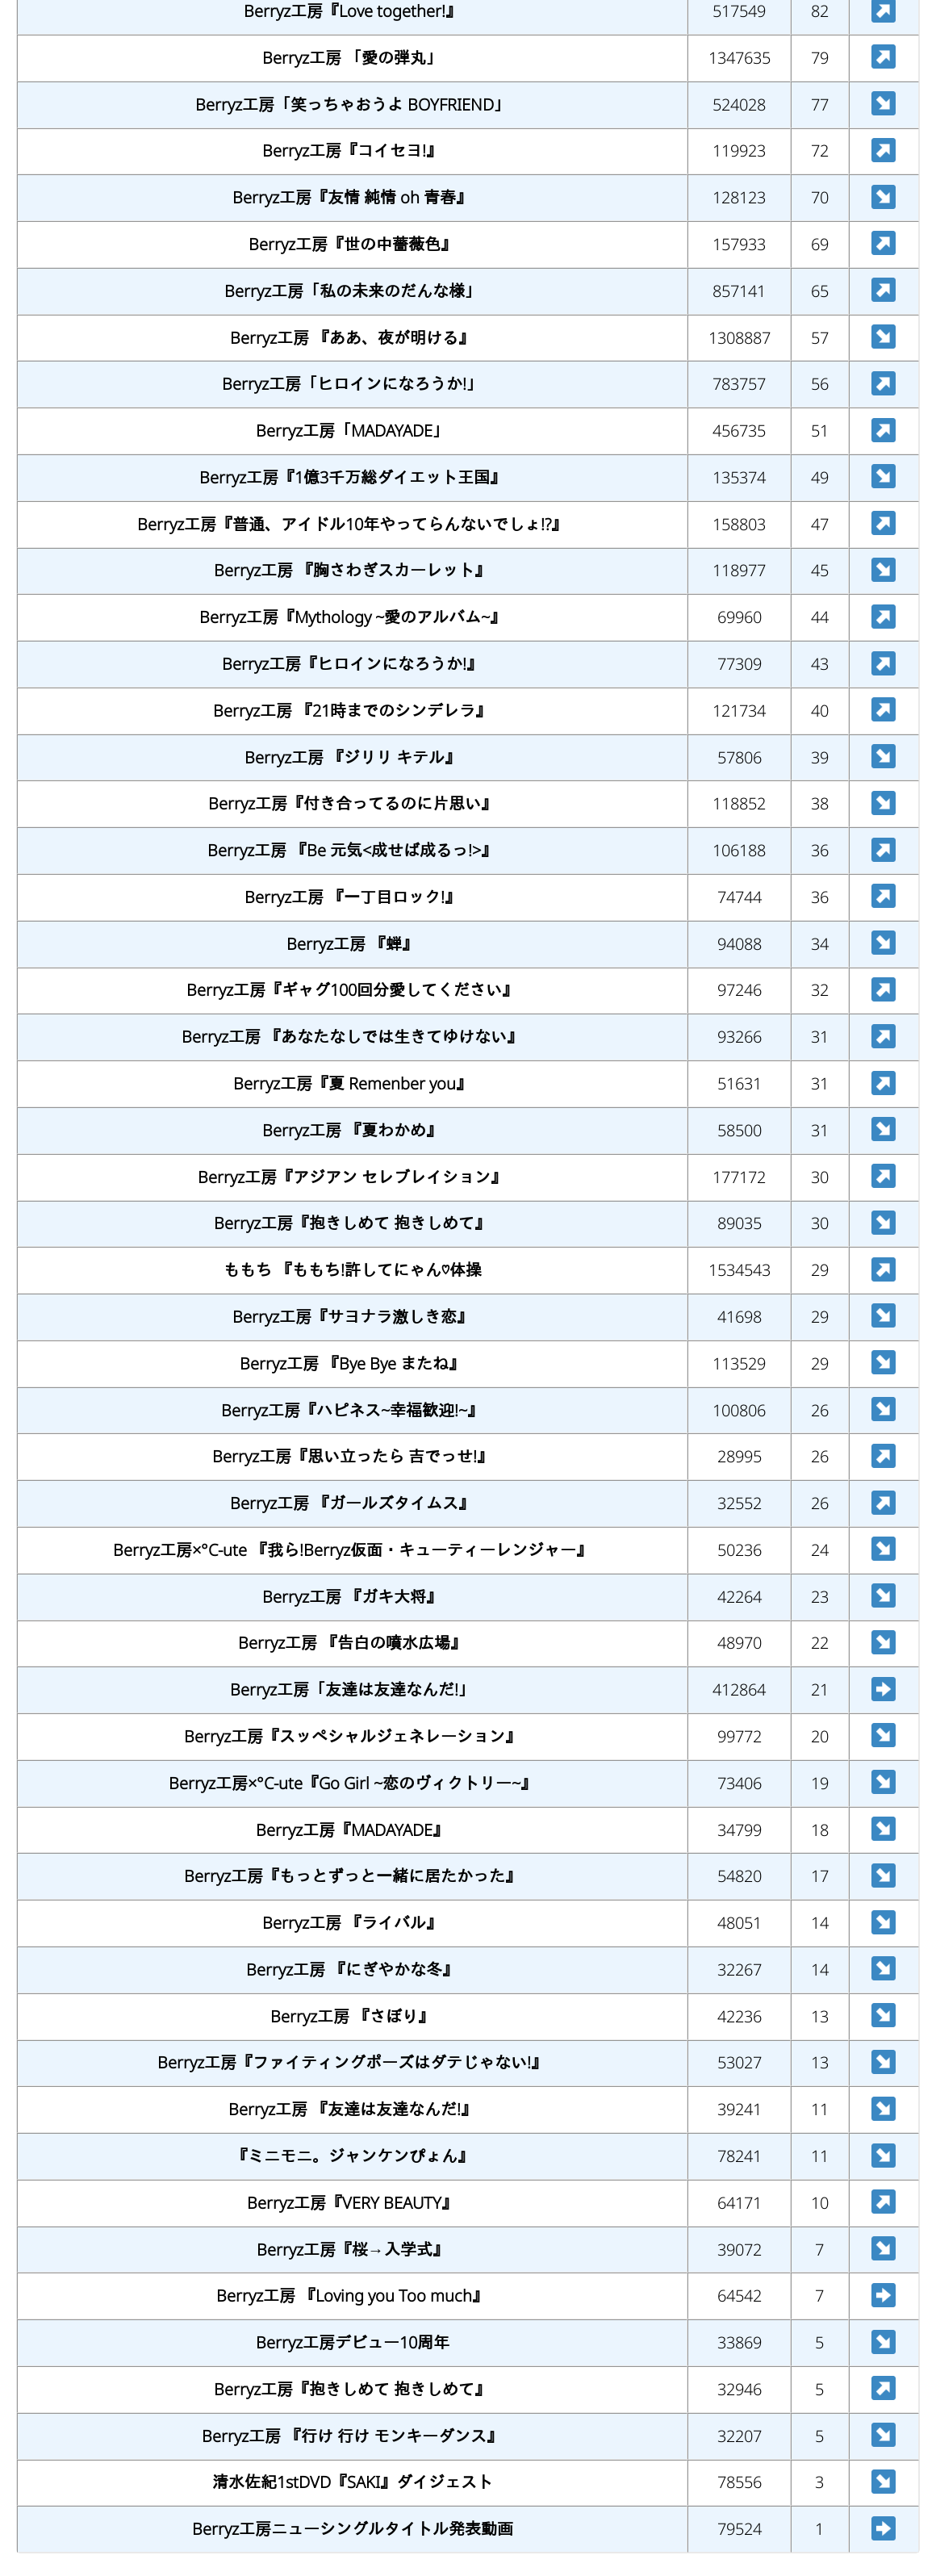 Berryz工房『Love together!』 517549 82
Berryz工房 「愛の弾丸」 1347635 79
Berryz工房「笑っちゃおうよ BOYFRIEND」 524028 77
Berryz工房『コイセヨ!』 119923 72
Berryz工房『友情 純情 oh 青春』 128123 70
Berryz工房『世の中薔薇色』 157933 69
Berryz工房「私の未来のだんな様」 857141 65
Berryz工房 『ああ、夜が明ける』 1308887 57
Berryz工房「ヒロインになろうか!」 783757 56
Berryz工房「MADAYADE」 456735 51
Berryz工房『1億3千万総ダイエット王国』 135374 49
Berryz工房『普通、アイドル10年やってらんないでしょ!?』 158803 47
Berryz工房 『胸さわぎスカーレット』 118977 45
Berryz工房『Mythology ~愛のアルバム~』 69960 44
Berryz工房『ヒロインになろうか!』 77309 43
Berryz工房 『21時までのシンデレラ』 121734 40
Berryz工房 『ジリリ キテル』 57806 39
Berryz工房『付き合ってるのに片思い』 118852 38
Berryz工房 『Be 元気<成せば成るっ!>』 106188 36
Berryz工房 『一丁目ロック!』 74744 36
Berryz工房 『蝉』 94088 34
Berryz工房『ギャグ100回分愛してください』 97246 32
Berryz工房 『あなたなしでは生きてゆけない』 93266 31
Berryz工房『夏 Remenber you』 51631 31
Berryz工房 『夏わかめ』 58500 31
Berryz工房『アジアン セレブレイション』 177172 30
Berryz工房『抱きしめて 抱きしめて』 89035 30
ももち 『ももち!許してにゃん♡体操 1534543 29
Berryz工房『サヨナラ激しき恋』 41698 29
Berryz工房 『Bye Bye またね』 113529 29
Berryz工房『ハピネス~幸福歓迎!~』 100806 26
Berryz工房『思い立ったら 吉でっせ!』 28995 26
Berryz工房 『ガールズタイムス』 32552 26
Berryz工房×°C-ute 『我ら!Berryz仮面・キューティーレンジャー』 50236 24
Berryz工房 『ガキ大将』 42264 23
Berryz工房 『告白の噴水広場』 48970 22
Berryz工房「友達は友達なんだ!」 412864 21
Berryz工房『スッペシャルジェネレーション』 99772 20
Berryz工房×°C-ute『Go Girl ~恋のヴィクトリー~』 73406 19
Berryz工房『MADAYADE』 34799 18
Berryz工房『もっとずっと一緒に居たかった』 54820 17
Berryz工房 『ライバル』 48051 14
Berryz工房 『にぎやかな冬』 32267 14
Berryz工房 『さぼり』 42236 13
Berryz工房『ファイティングポーズはダテじゃない!』 53027 13
Berryz工房 『友達は友達なんだ!』 39241 11
『ミニモニ。ジャンケンぴょん』 78241 11
Berryz工房『VERY BEAUTY』 64171 10
Berryz工房『桜→入学式』 39072 7
Berryz工房 『Loving you Too much』 64542 7
Berryz工房デビュー10周年 33869 5
Berryz工房『抱きしめて 抱きしめて』 32946 5
Berryz工房 『行け 行け モンキーダンス』 32207 5
清水佐紀1stDVD『SAKI』ダイジェスト 78556 3
Berryz工房ニューシングルタイトル発表動画 79524 1